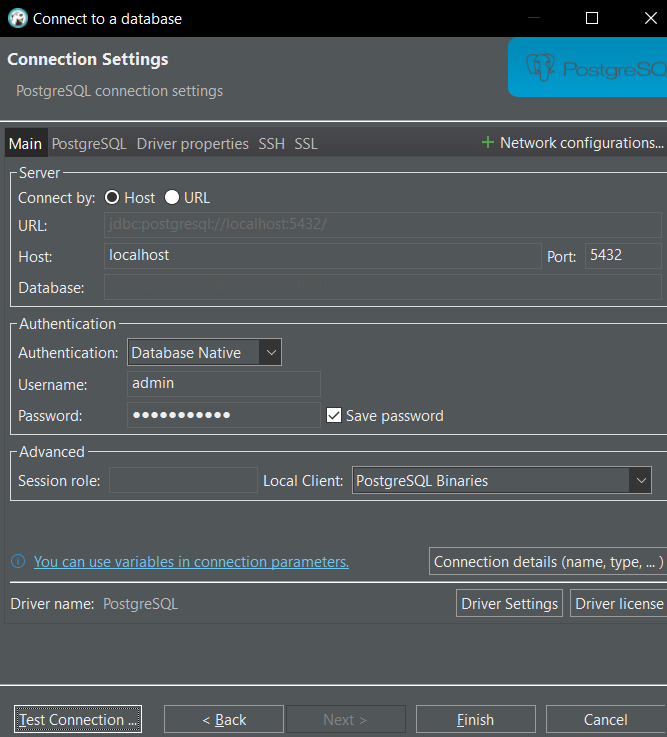 Connect to a database
Connection Settings
PostgreSQL connection settings
PostgreSQ
Main PostgreSQL Driver properties SSH SSL + Network configurations...
Server
Connect by: Host URL
URL: jdbc:postgresql://localhost:5432/
Host: localhost Port: 5432
Database:
Authentication
Authentication: Database Native
Username: admin
Password: ●●●●●●●●●●● Save password
Advanced
Session role: Local Client: PostgreSQL Binaries
You can use variables in connection parameters.
Connection details (name, type, ... )
Driver name: PostgreSQL Driver Settings Driver license
Test Connection ... < Back Next > Finish Cancel